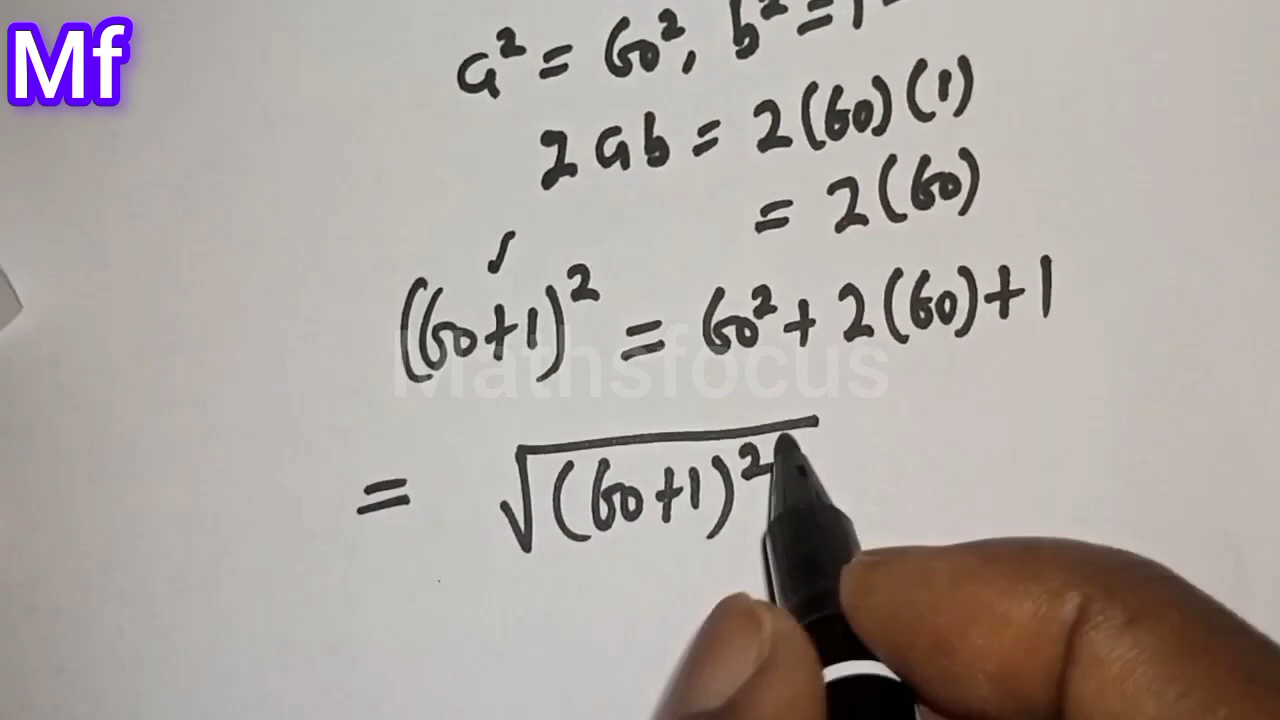 Mf
a² = 60², b² = 1
2ab = 2(60)(1)
= 2(60)
(60+1)² = 60² + 2(60) + 1
Mathsfocus
= √(60+1)²